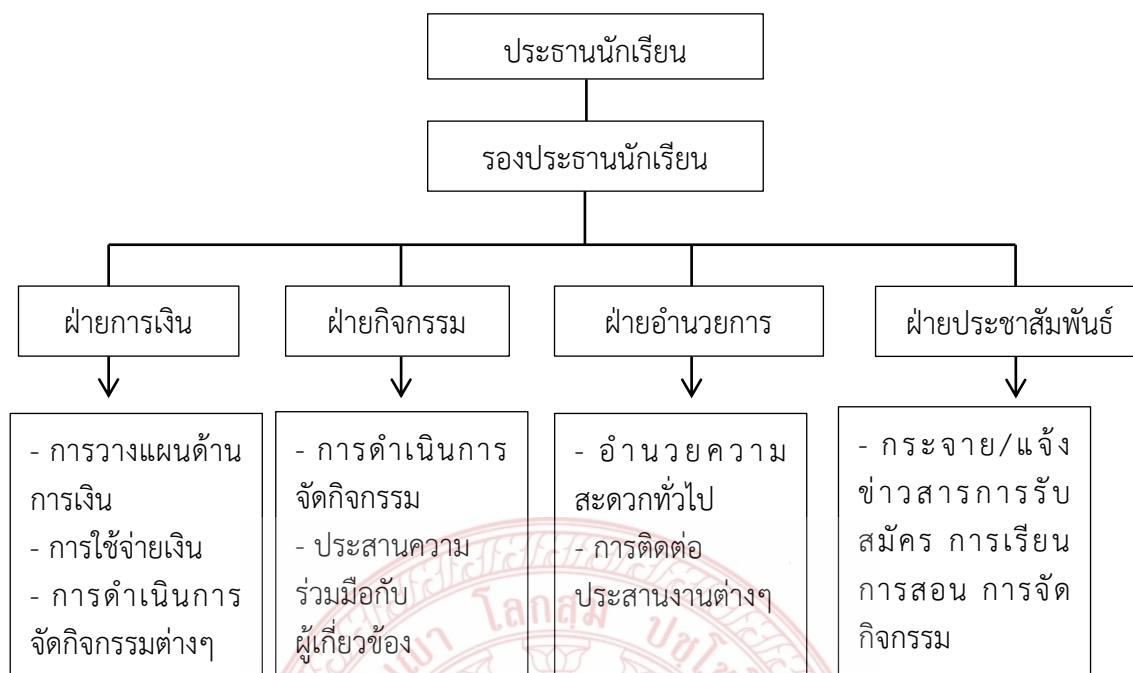 ประธานนักเรียน
รองประธานนักเรียน
ฝ่ายการเงิน
ฝ่ายกิจกรรม
ฝ่ายอำนวยการ
ฝ่ายประชาสัมพันธ์
- การวางแผนด้าน
การเงิน
- การใช้จ่ายเงิน
- การดำเนินการ
จัดกิจกรรมต่างๆ
- การดำเนินการ
จัดกิจกรรม
- ประสานความ
ร่วมมือกับ
ผู้เกี่ยวข้อง
- อำนวยความ
สะดวกทั่วไป
- การติดต่อ
ประสานงานต่างๆ
- กระจาย/แจ้ง
ข่าวสารการรับ
สมัคร การเรียน
การสอน การจัด
กิจกรรม
โลกสฺมิ